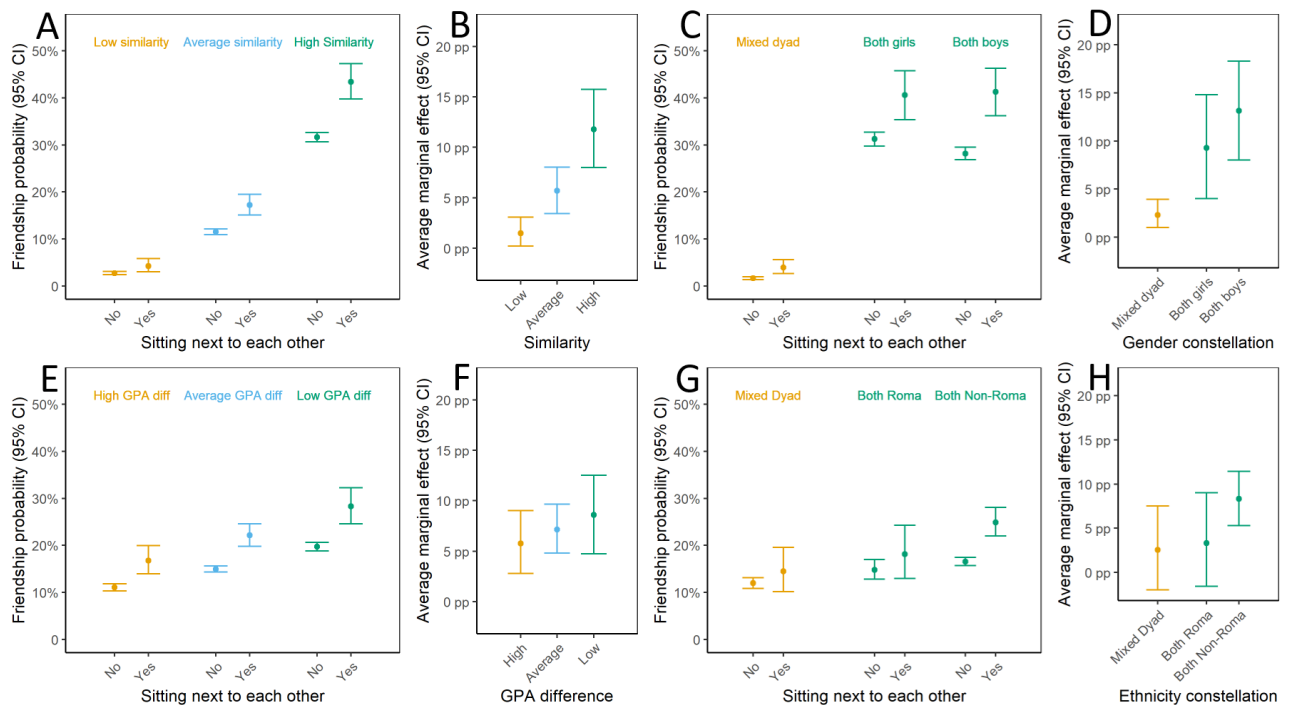 A
Friendship probability (95% CI)
Low similarity Average similarity High Similarity
50%
40%
30%
20%
10%
0
No Yes No Yes No Yes
Sitting next to each other
B
Average marginal effect (95% CI)
20 pp
15 pp
10 pp
5 pp
0 pp
Low Average High
Similarity
C
Friendship probability (95% CI)
Mixed dyad Both girls Both boys
50%
40%
30%
20%
10%
0
No Yes No Yes No Yes
Sitting next to each other
D
Average marginal effect (95% CI)
20 pp
15 pp
10 pp
5 pp
0 pp
Mixed dyad Both girls Both boys
Gender constellation
E
Friendship probability (95% CI)
High GPA diff Average GPA diff Low GPA diff
50%
40%
30%
20%
10%
0
No Yes No Yes No Yes
Sitting next to each other
F
Average marginal effect (95% CI)
20 pp
15 pp
10 pp
5 pp
0 pp
High Average Low
GPA difference
G
Friendship probability (95% CI)
Mixed Dyad Both Roma Both Non-Roma
50%
40%
30%
20%
10%
0
No Yes No Yes No Yes
Sitting next to each other
H
Average marginal effect (95% CI)
20 pp
15 pp
10 pp
5 pp
0 pp
Mixed Dyad Both Roma Both Non-Roma
Ethnicity constellation